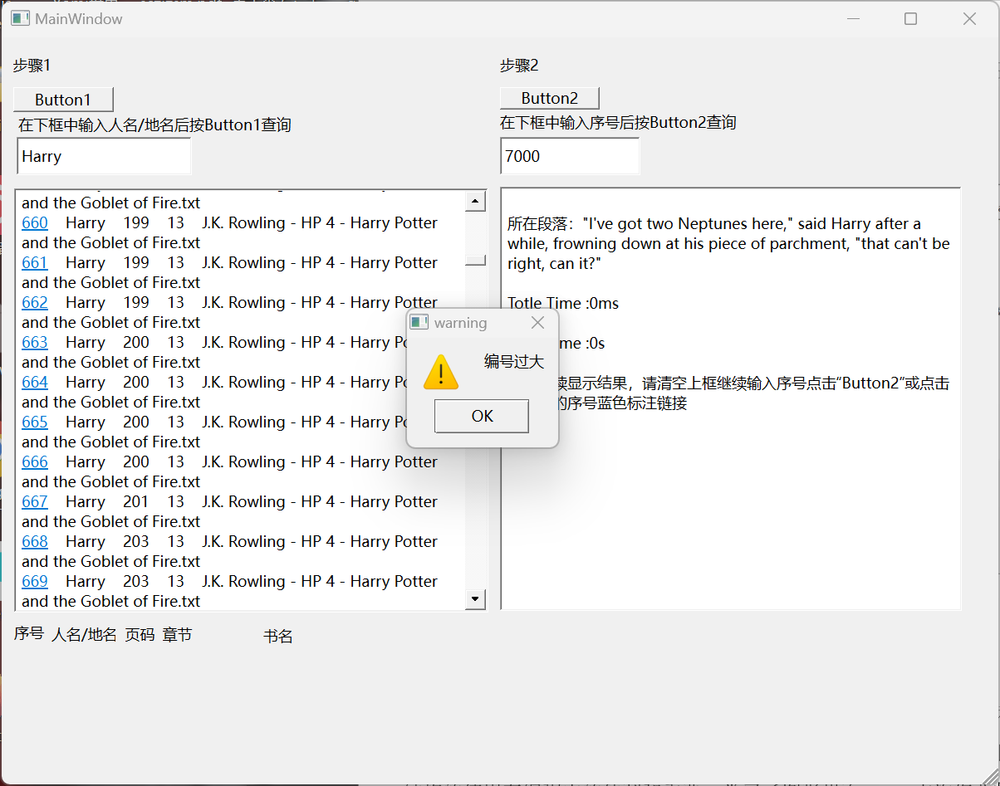 MainWindow
步骤1
Button1
在下框中输入人名/地名后按Button1查询
Harry
and the Goblet of Fire.txt
660 Harry 199 13 J.K. Rowling - HP 4 - Harry Potter
and the Goblet of Fire.txt
661 Harry 199 13 J.K. Rowling - HP 4 - Harry Potter
and the Goblet of Fire.txt
662 Harry 199 13 J.K. Rowling - HP 4 - Harry Potter
and the Goblet of Fire.txt
663 Harry 200 13 J.K. Rowling - HP 4 - Harry
and the Goblet of Fire.txt
664 Harry 200 13 J.K. Rowling - HP 4 - Harry
and the Goblet of Fire.txt
665 Harry 200 13 J.K. Rowling - HP 4 - Harry
and the Goblet of Fire.txt
666 Harry 200 13 J.K. Rowling - HP 4 - Harry Potter
and the Goblet of Fire.txt
667 Harry 201 13 J.K. Rowling - HP 4 - Harry Potter
and the Goblet of Fire.txt
668 Harry 203 13 J.K. Rowling - HP 4 - Harry Potter
and the Goblet of Fire.txt
669 Harry 203 13 J.K. Rowling - HP 4 - Harry Potter
and the Goblet of Fire.txt
序号 人名/地名 页码 章节 书名
步骤2
Button2
在下框中输入序号后按Button2查询
7000
所在段落："I've got two Neptunes here," said Harry after a
while, frowning down at his piece of parchment, "that can't be
right, can it?"
Totle Time :0ms
me :0s
续显示结果，请清空上框继续输入序号点击“Button2”或点击
的序号蓝色标注链接
warning
编号过大
OK